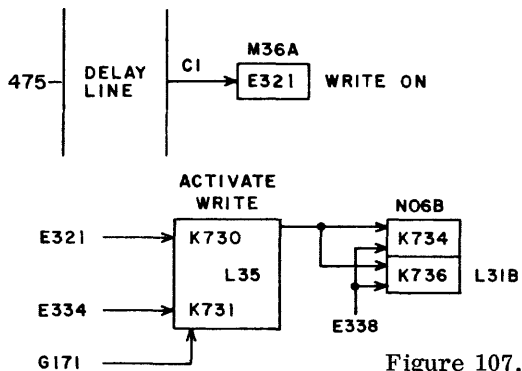 M36A
475 DELAY LINE C1 E321 WRITE ON
ACTIVATE WRITE
N06B
E321 K730 K734
L35 K736 L31B
E334 K731
E338
G171
Figure 107.